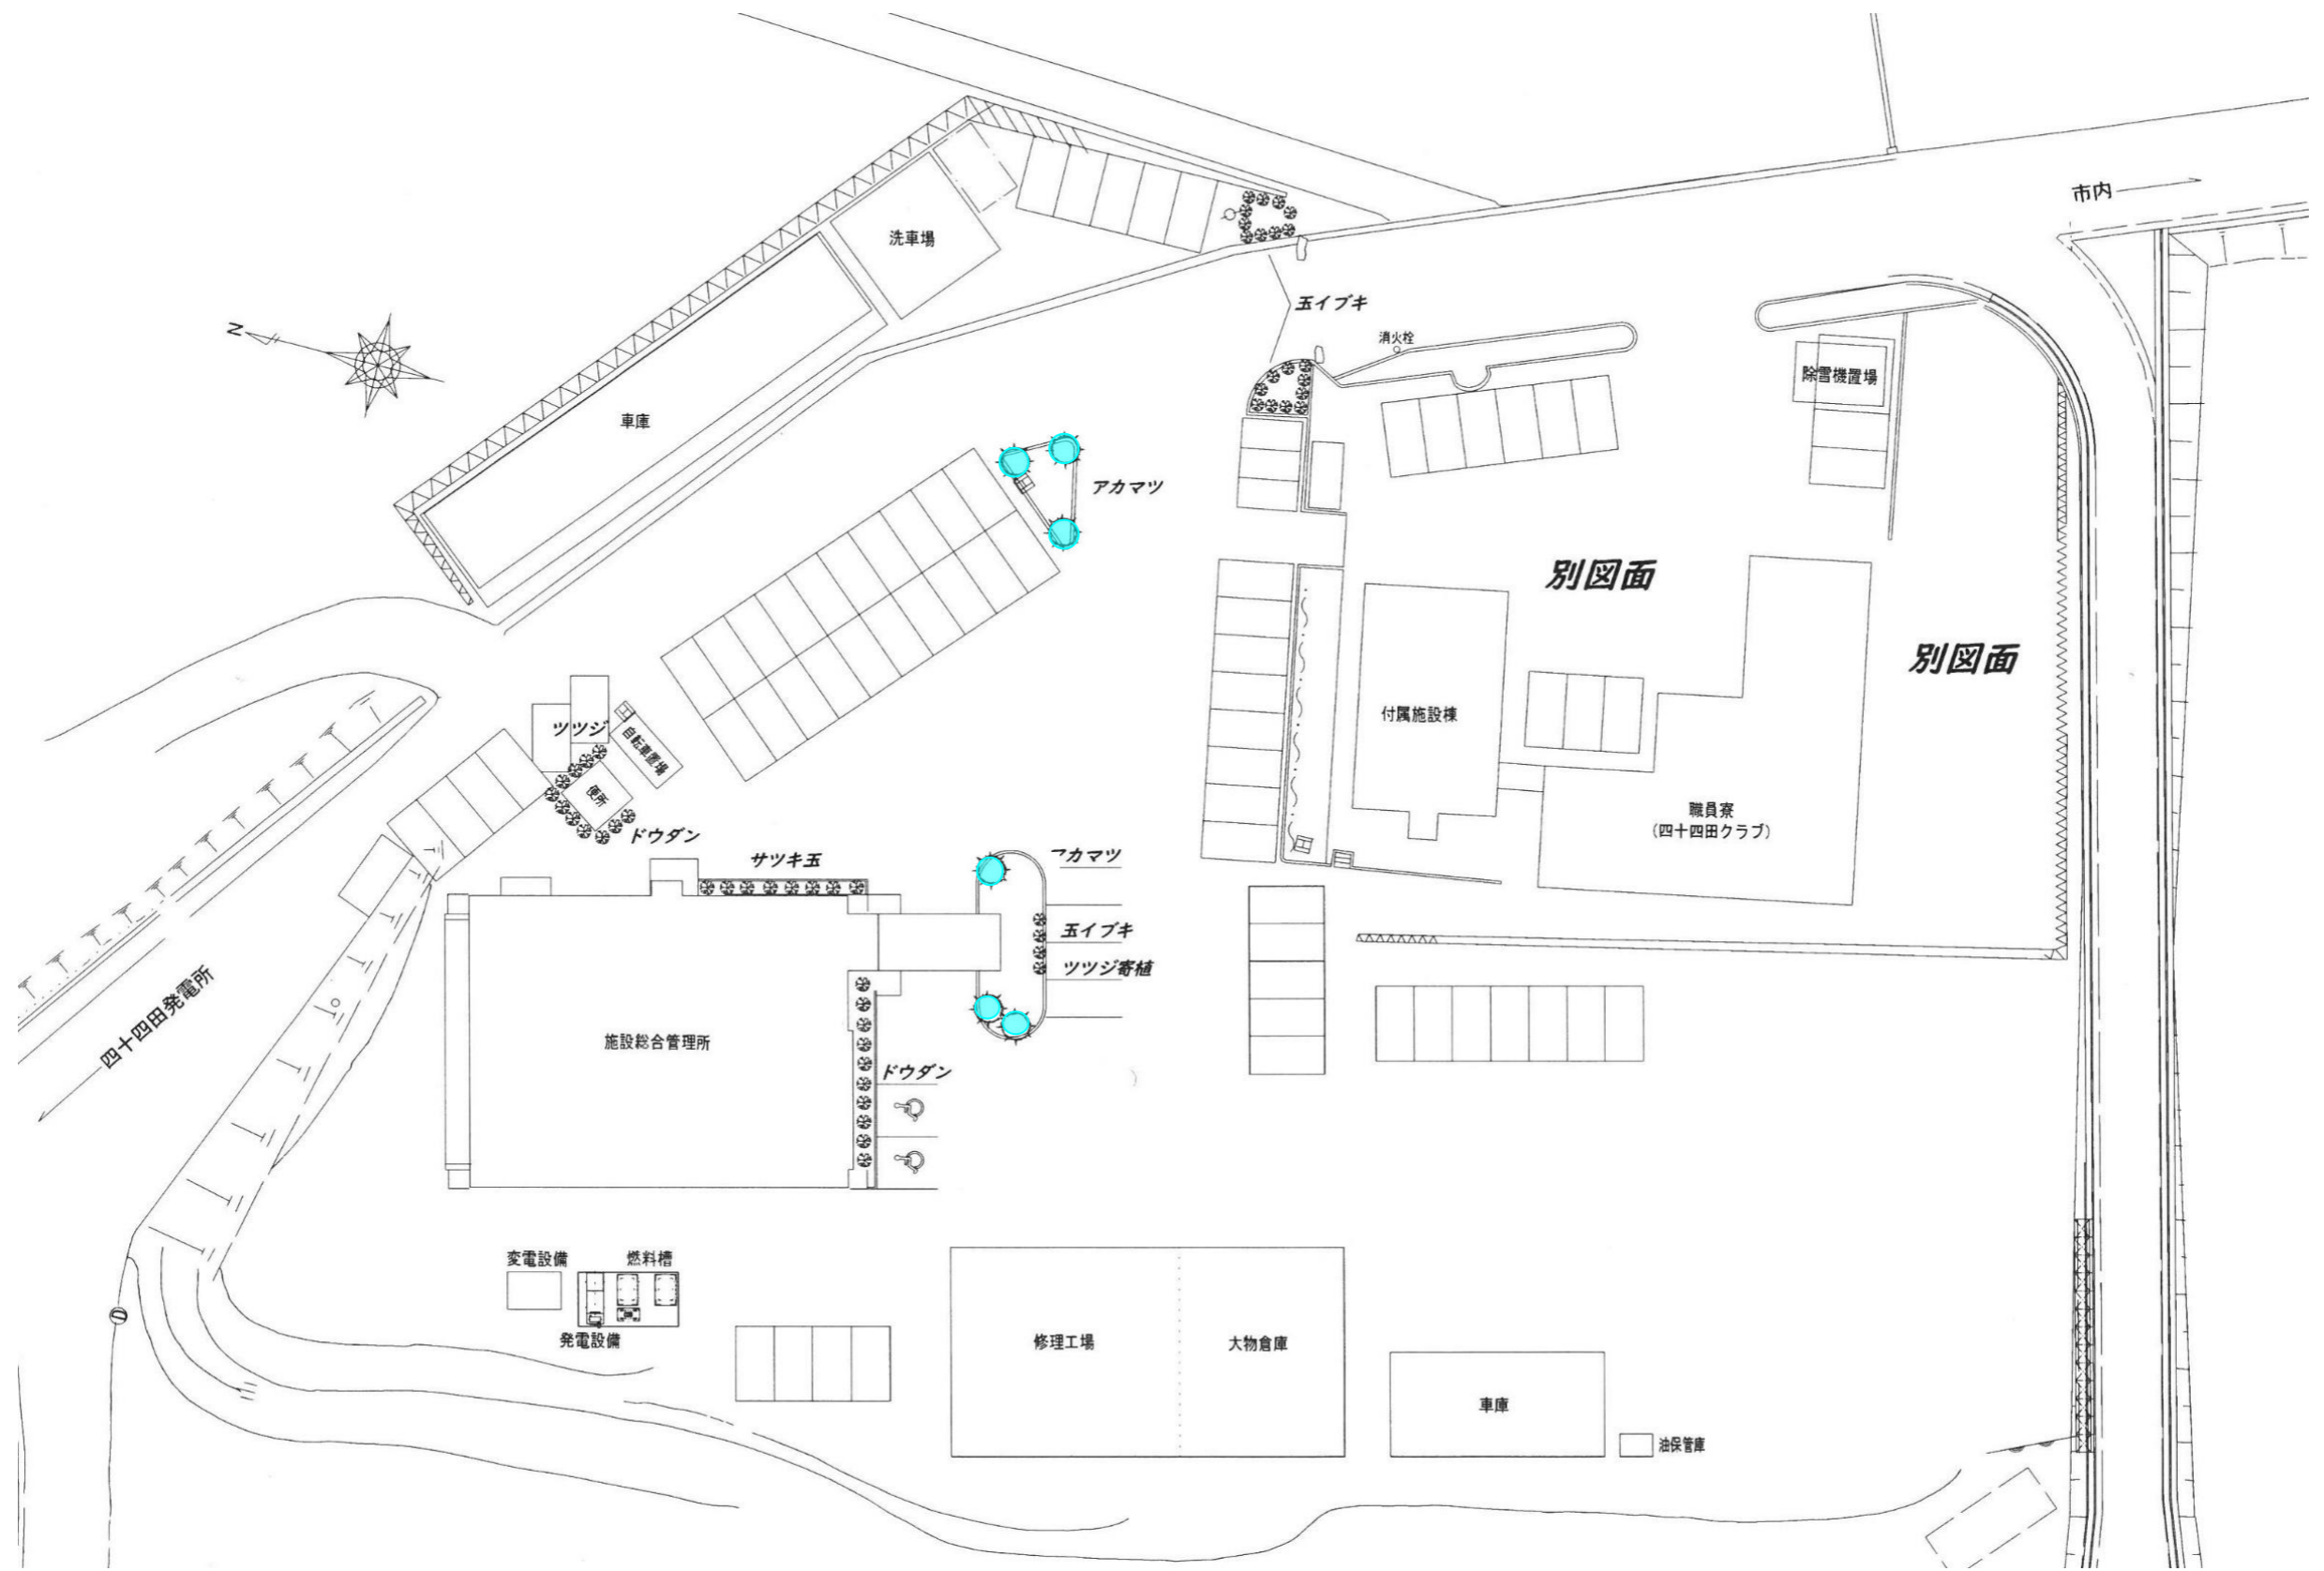 市内
洗車場
玉イブキ
消火栓
N
除雪機置場
車庫
アカマツ
別図面
別図面
ツツジ
自転車置場
付属施設棟
便所
職員寮
(四十四田クラブ)
ドウダン
サツキ玉
アカマツ
玉イブキ
ツツジ寄植
四十四田発電所
施設総合管理所
ドウダン
変電設備
燃料槽
発電設備
修理工場
大物倉庫
車庫
油保管庫